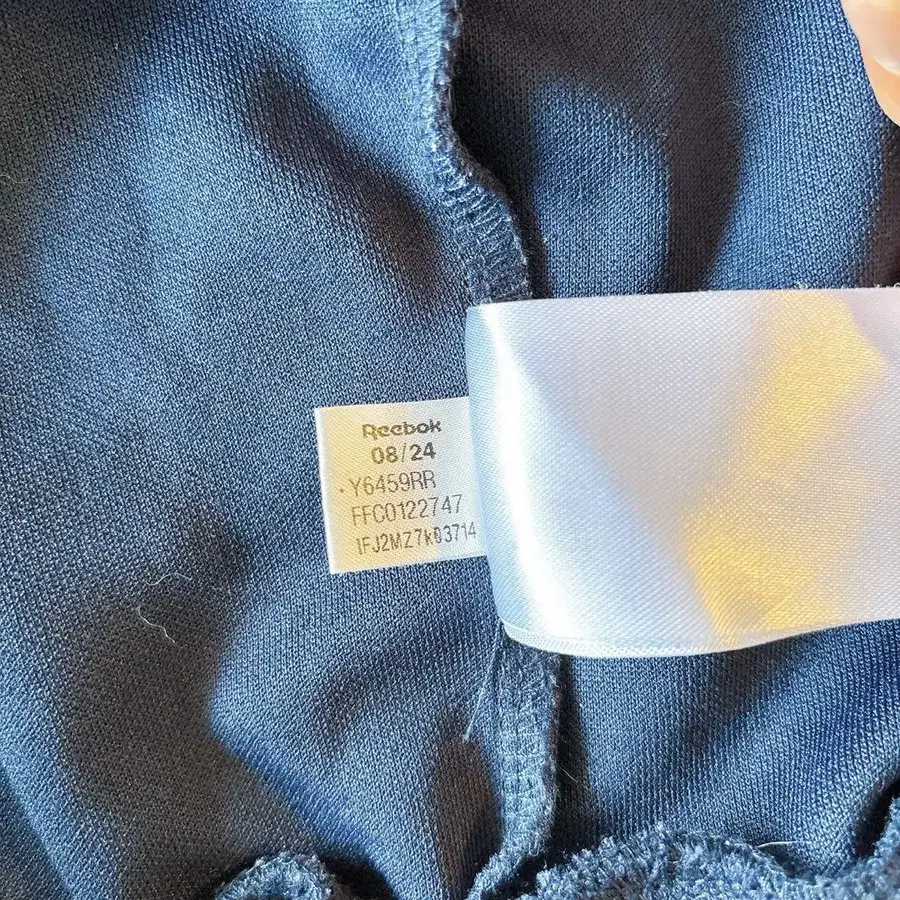 Reebok
08/24
Y6459RR
FFC0122747
IFJ2MZ7k03714